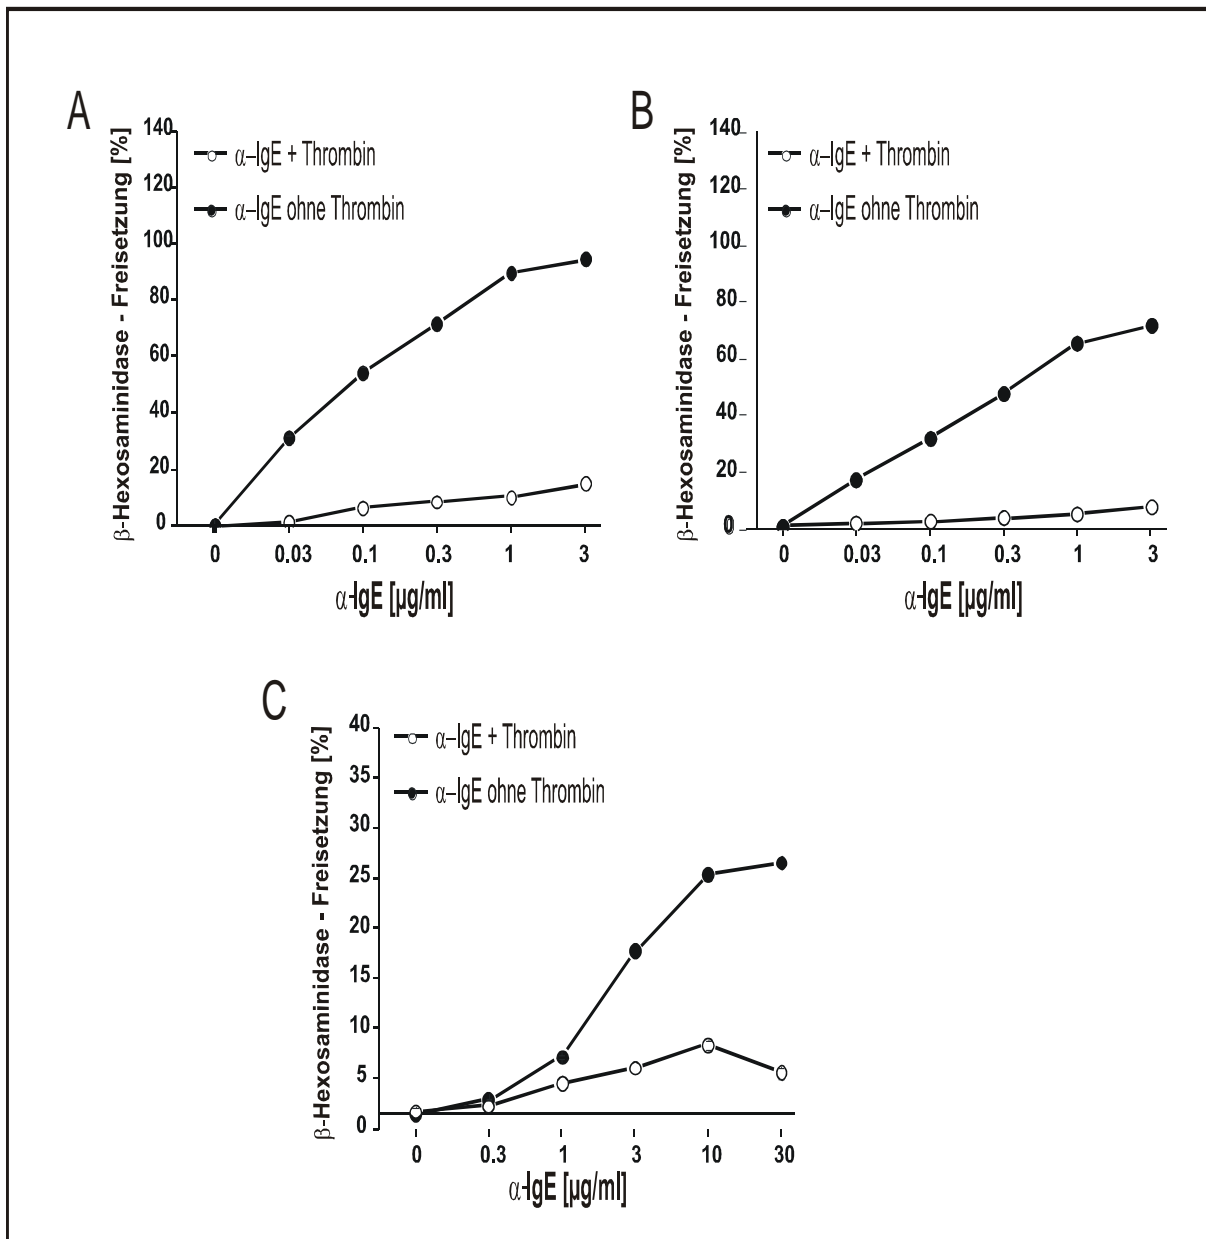 A
β-Hexosaminidase - Freisetzung [%]
140
120
100
80
60
40
20
0
α–IgE + Thrombin
α–IgE ohne Thrombin
0 0.03 0.1 0.3 1 3
α-IgE [µg/ml]
B
β-Hexosaminidase - Freisetzung [%]
140
120
100
80
60
40
20
0
α–IgE + Thrombin
α–IgE ohne Thrombin
0 0.03 0.1 0.3 1 3
α-IgE [µg/ml]
C
β-Hexosaminidase - Freisetzung [%]
40
35
30
25
20
15
10
5
0
α–IgE + Thrombin
α–IgE ohne Thrombin
0 0.3 1 3 10 30
α-IgE [µg/ml]